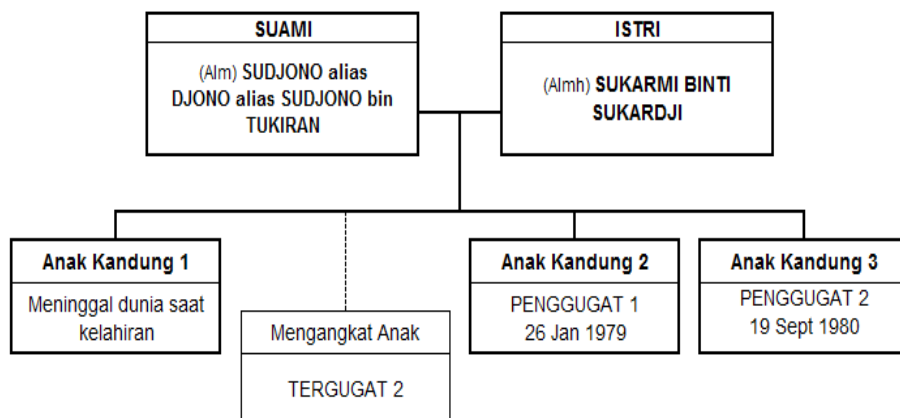 SUAMI
(Alm) SUDJONO alias
DJONO alias SUDJONO bin
TUKIRAN
ISTRI
(Almh) SUKARMI BINTI
SUKARDJI
Anak Kandung 1
Meninggal dunia saat
kelahiran
Mengangkat Anak
TERGUGAT 2
Anak Kandung 2
PENGGUGAT 1
26 Jan 1979
Anak Kandung 3
PENGGUGAT 2
19 Sept 1980